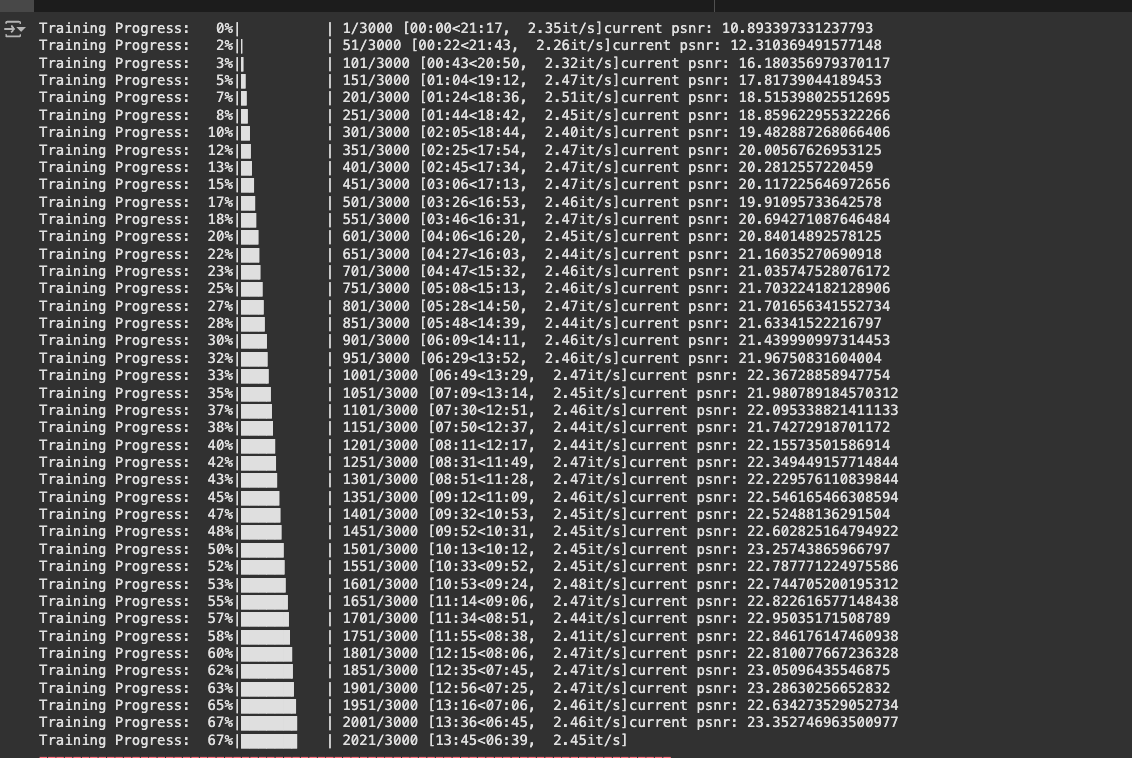 Training Progress:   0%|          | 1/3000 [00:00<21:17,  2.35it/s]current psnr: 10.893397331237793
Training Progress:   2%||         | 51/3000 [00:22<21:43,  2.26it/s]current psnr: 12.310369491577148
Training Progress:   3%|          | 101/3000 [00:43<20:50,  2.32it/s]current psnr: 16.180356979370117
Training Progress:   5%|          | 151/3000 [01:04<19:12,  2.47it/s]current psnr: 17.81739044189453
Training Progress:   7%|          | 201/3000 [01:24<18:36,  2.51it/s]current psnr: 18.515398025512695
Training Progress:   8%|          | 251/3000 [01:44<18:42,  2.45it/s]current psnr: 18.859622955322266
Training Progress:  10%|          | 301/3000 [02:05<18:44,  2.40it/s]current psnr: 19.482887268066406
Training Progress:  12%|          | 351/3000 [02:25<17:54,  2.47it/s]current psnr: 20.00567626953125
Training Progress:  13%|          | 401/3000 [02:45<17:34,  2.47it/s]current psnr: 20.2812557220459
Training Progress:  15%|          | 451/3000 [03:06<17:13,  2.47it/s]current psnr: 20.117225646972656
Training Progress:  17%|          | 501/3000 [03:26<16:53,  2.46it/s]current psnr: 19.91095733642578
Training Progress:  18%|          | 551/3000 [03:46<16:31,  2.47it/s]current psnr: 20.694271087646484
Training Progress:  20%|          | 601/3000 [04:06<16:20,  2.45it/s]current psnr: 20.84014892578125
Training Progress:  22%|          | 651/3000 [04:27<16:03,  2.44it/s]current psnr: 21.16035270690918
Training Progress:  23%|          | 701/3000 [04:47<15:32,  2.46it/s]current psnr: 21.035747528076172
Training Progress:  25%|          | 751/3000 [05:08<15:13,  2.46it/s]current psnr: 21.703224182128906
Training Progress:  27%|          | 801/3000 [05:28<14:50,  2.47it/s]current psnr: 21.701656341552734
Training Progress:  28%|          | 851/3000 [05:48<14:39,  2.44it/s]current psnr: 21.63341522216797
Training Progress:  30%|          | 901/3000 [06:09<14:11,  2.46it/s]current psnr: 21.439990997314453
Training Progress:  32%|          | 951/3000 [06:29<13:52,  2.46it/s]current psnr: 21.96750831604004
Training Progress:  33%|          | 1001/3000 [06:49<13:29,  2.47it/s]current psnr: 22.36728858947754
Training Progress:  35%|          | 1051/3000 [07:09<13:14,  2.45it/s]current psnr: 21.980789184570312
Training Progress:  37%|          | 1101/3000 [07:30<12:51,  2.46it/s]current psnr: 22.095338821411133
Training Progress:  38%|          | 1151/3000 [07:50<12:37,  2.44it/s]current psnr: 21.74272918701172
Training Progress:  40%|          | 1201/3000 [08:11<12:17,  2.44it/s]current psnr: 22.15573501586914
Training Progress:  42%|          | 1251/3000 [08:31<11:49,  2.47it/s]current psnr: 22.349449157714844
Training Progress:  43%|          | 1301/3000 [08:51<11:28,  2.47it/s]current psnr: 22.229576110839844
Training Progress:  45%|          | 1351/3000 [09:12<11:09,  2.46it/s]current psnr: 22.546165466308594
Training Progress:  47%|          | 1401/3000 [09:32<10:53,  2.45it/s]current psnr: 22.52488136291504
Training Progress:  48%|          | 1451/3000 [09:52<10:31,  2.45it/s]current psnr: 22.602825164794922
Training Progress:  50%|          | 1501/3000 [10:13<10:12,  2.45it/s]current psnr: 23.25743865966797
Training Progress:  52%|          | 1551/3000 [10:33<09:52,  2.45it/s]current psnr: 22.787771224975586
Training Progress:  53%|          | 1601/3000 [10:53<09:24,  2.48it/s]current psnr: 22.744705200195312
Training Progress:  55%|          | 1651/3000 [11:14<09:06,  2.47it/s]current psnr: 22.822616577148438
Training Progress:  57%|          | 1701/3000 [11:34<08:51,  2.44it/s]current psnr: 22.95035171508789
Training Progress:  58%|          | 1751/3000 [11:55<08:38,  2.41it/s]current psnr: 22.846176147460938
Training Progress:  60%|          | 1801/3000 [12:15<08:06,  2.47it/s]current psnr: 22.810077667236328
Training Progress:  62%|          | 1851/3000 [12:35<07:45,  2.47it/s]current psnr: 23.05096435546875
Training Progress:  63%|          | 1901/3000 [12:56<07:25,  2.47it/s]current psnr: 23.28630256652832
Training Progress:  65%|          | 1951/3000 [13:16<07:06,  2.46it/s]current psnr: 22.634273529052734
Training Progress:  67%|          | 2001/3000 [13:36<06:45,  2.46it/s]current psnr: 23.352746963500977
Training Progress:  67%|          | 2021/3000 [13:45<06:39,  2.45it/s]